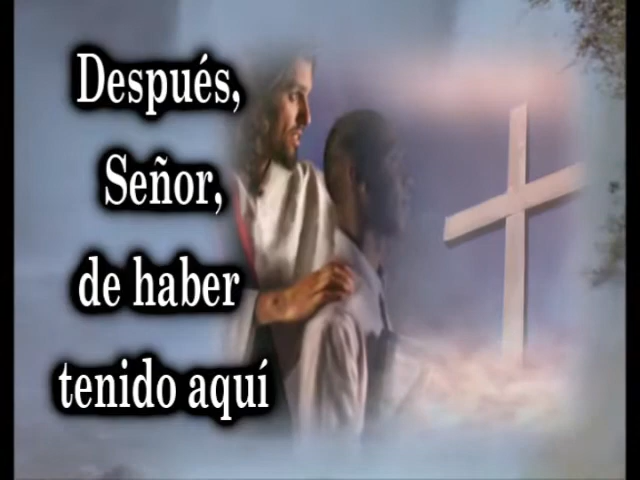 Después,
Señor,
de haber
tenido aquí